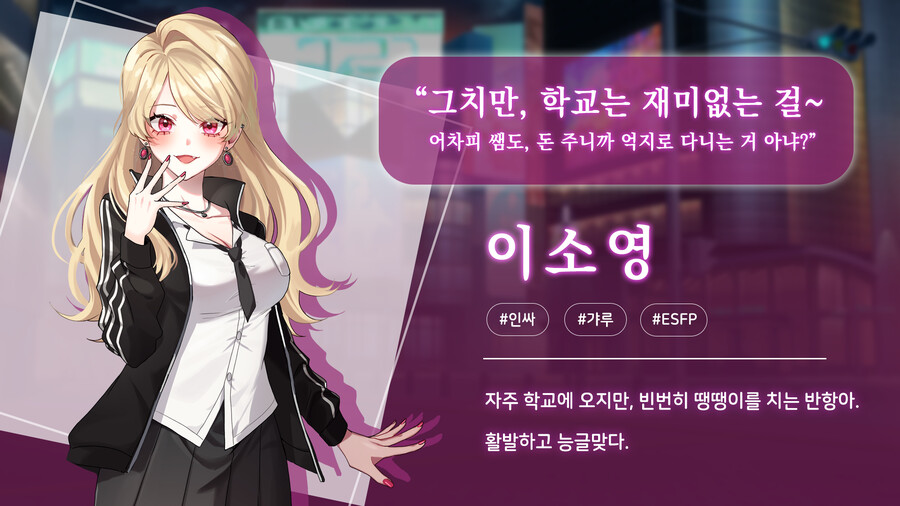 “그치만, 학교는 재미없는 걸~
어차피 쌤도, 돈 주니까 억지로 다니는 거 아냐?”
이소영
#인싸 #갸루 #ESFP
자주 학교에 오지만, 빈번히 땡땡이를 치는 반항아.
활발하고 능글맞다.